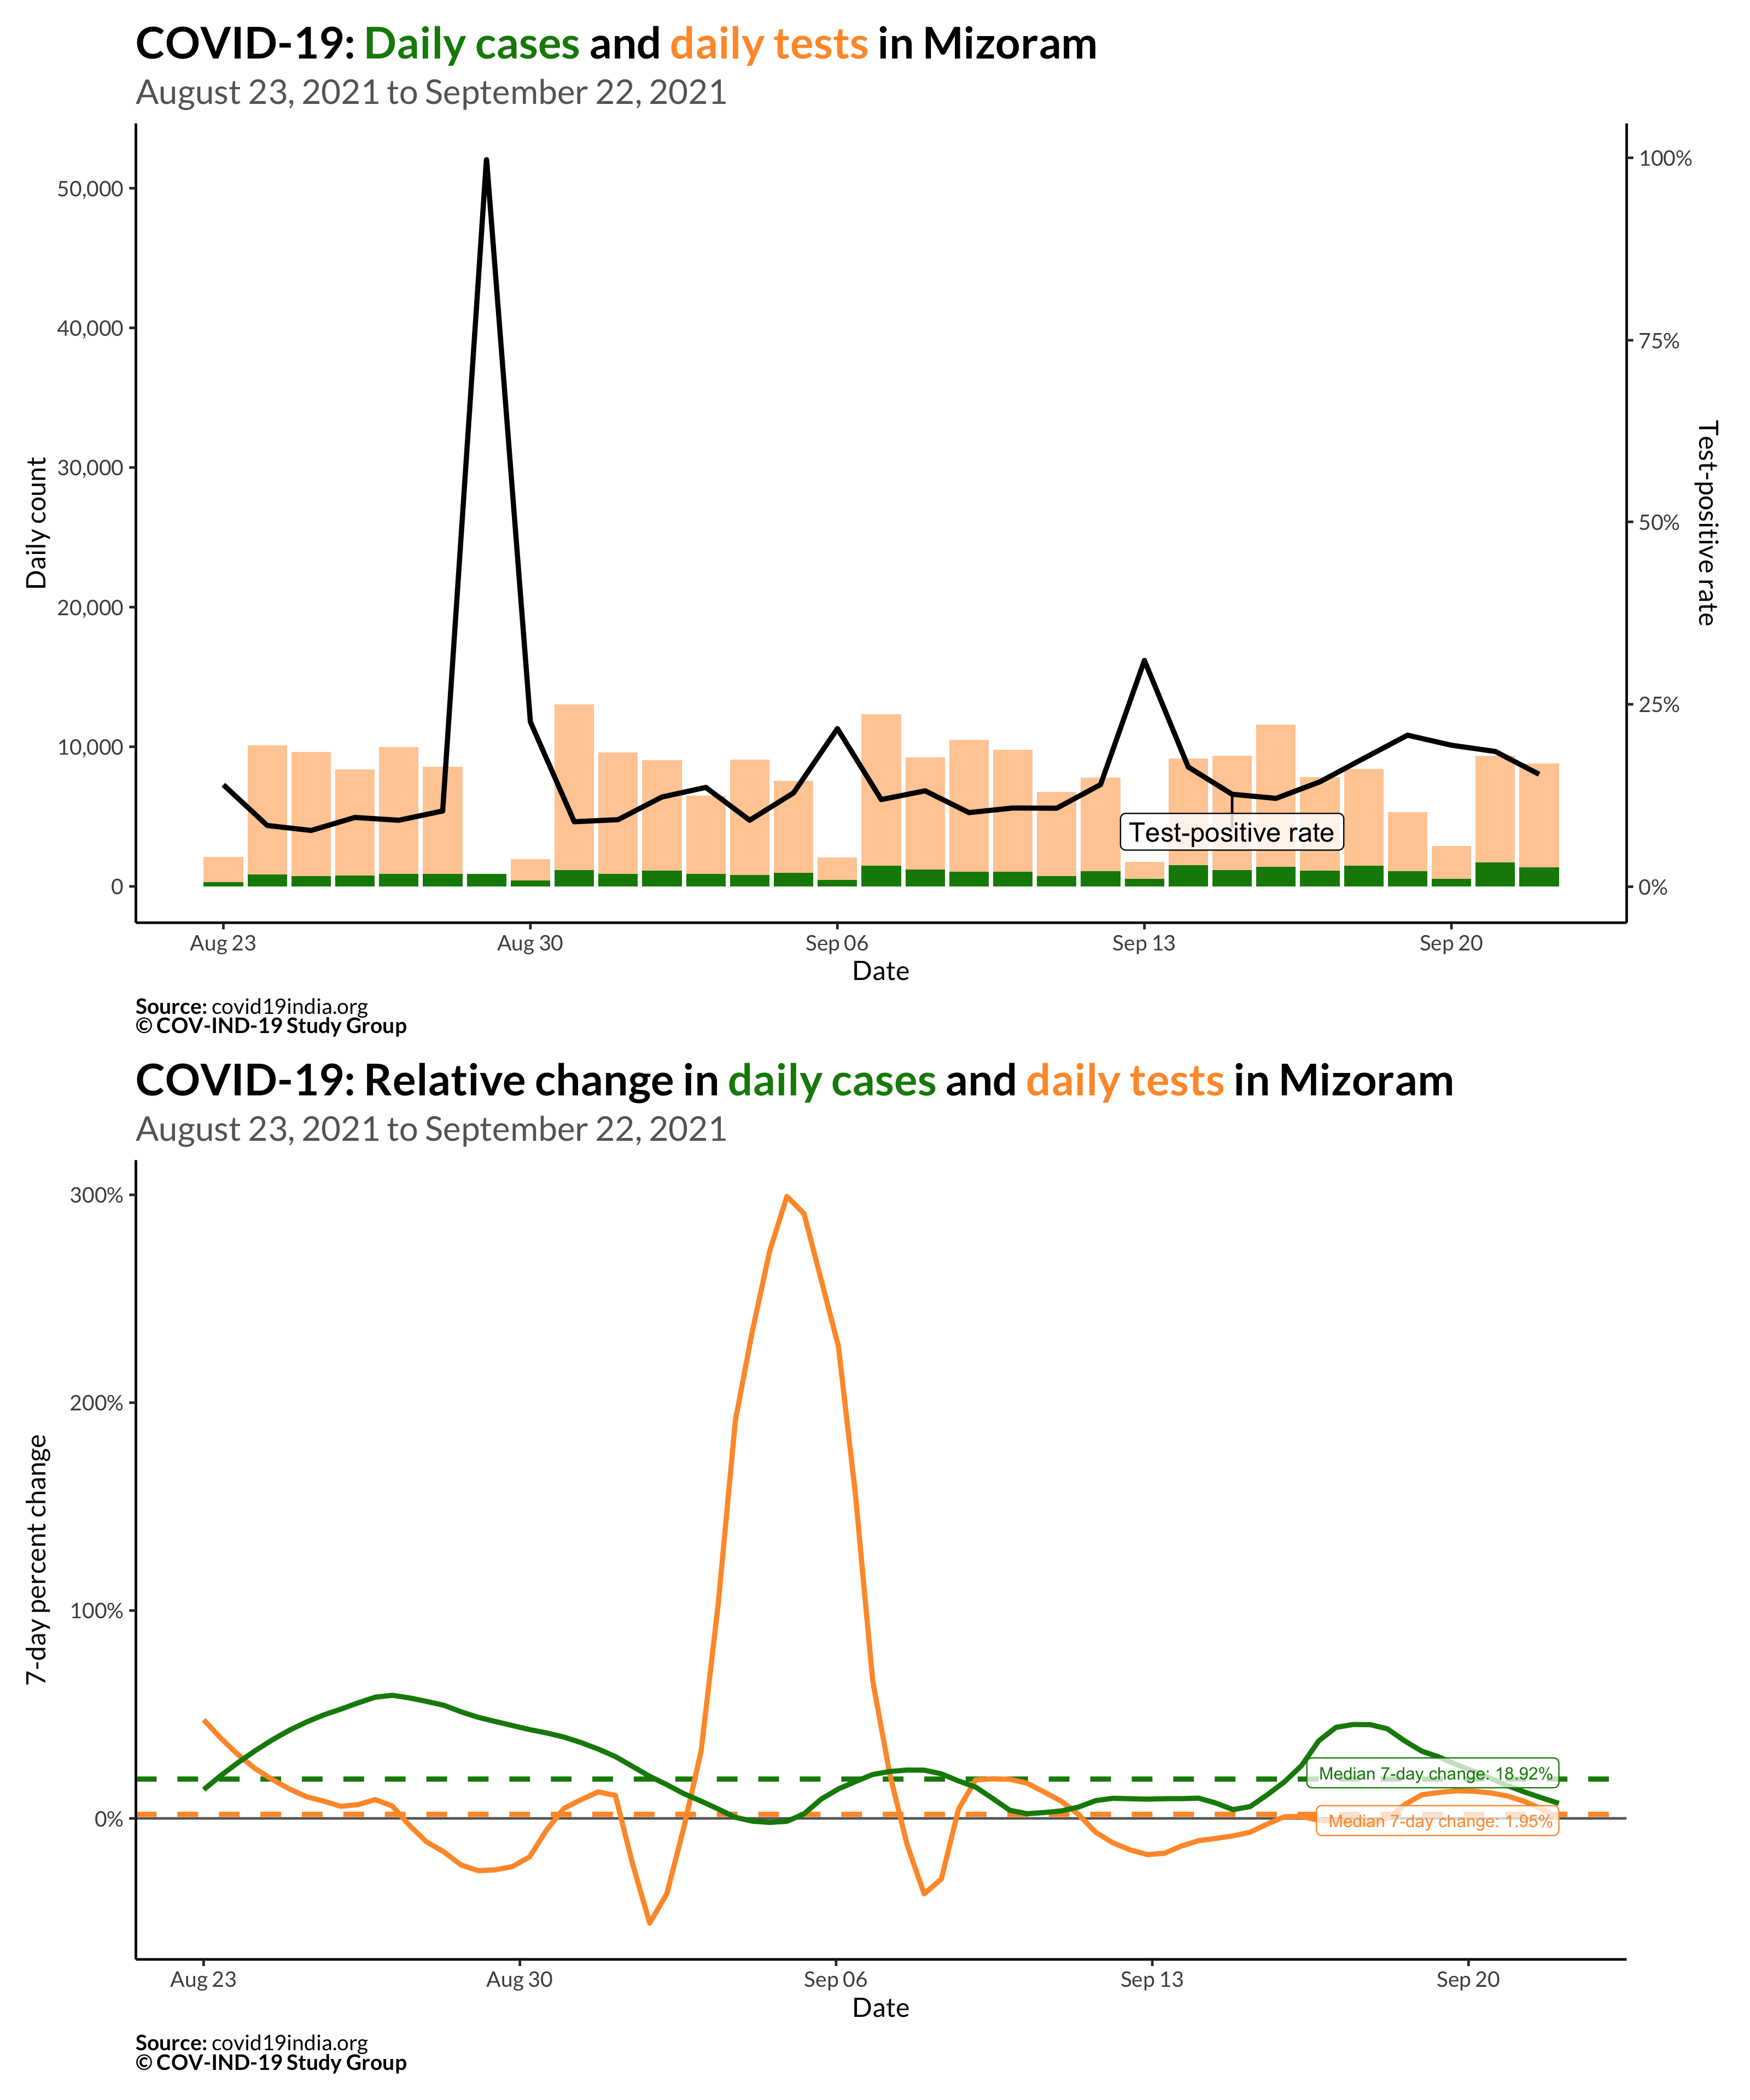 COVID-19: Daily cases and daily tests in Mizoram
August 23, 2021 to September 22, 2021
50,000
40,000
30,000
20,000
10,000
0
Daily count
100%
75%
50%
25%
0%
Test-positive rate
Test-positive rate
Aug 23
Aug 30
Sep 06
Sep 13
Sep 20
Date
Source: covid19india.org
© COV-IND-19 Study Group
COVID-19: Relative change in daily cases and daily tests in Mizoram
August 23, 2021 to September 22, 2021
300%
200%
100%
0%
7-day percent change
Median 7-day change: 18.92%
Median 7-day change: 1.95%
Aug 23
Aug 30
Sep 06
Sep 13
Sep 20
Date
Source: covid19india.org
© COV-IND-19 Study Group